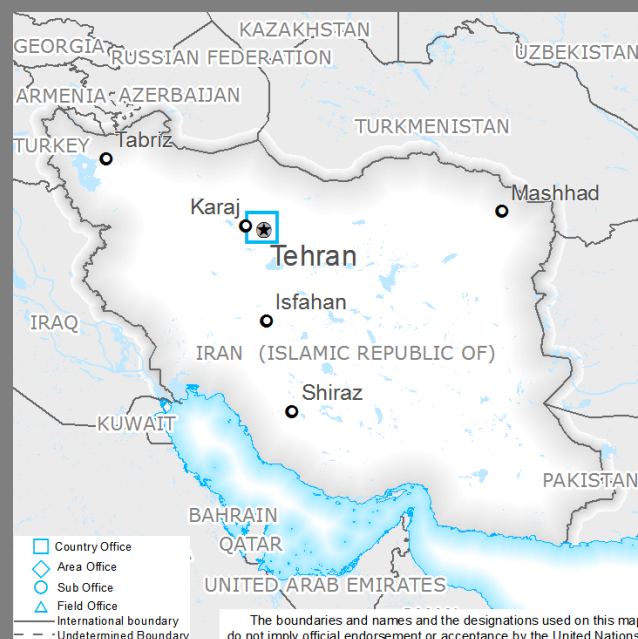 KAZAKHSTAN
GEORGIA
RUSSIAN FEDERATION
UZBEKISTAN
ARMENIA
AZERBAIJAN
TURKMENISTAN
TURKEY
Tabriz
Mashhad
Karaj
Tehran
Isfahan
IRAQ
IRAN (ISLAMIC REPUBLIC OF)
Shiraz
KUWAIT
PAKISTAN
BAHRAIN
QATAR
UNITED ARAB EMIRATES
Country Office
Area Office
Sub Office
Field Office
International boundary
Undetermined Boundary
The boundaries and names and the designations used on this ma
do not imply official endorsement or acceptance by the United Nation